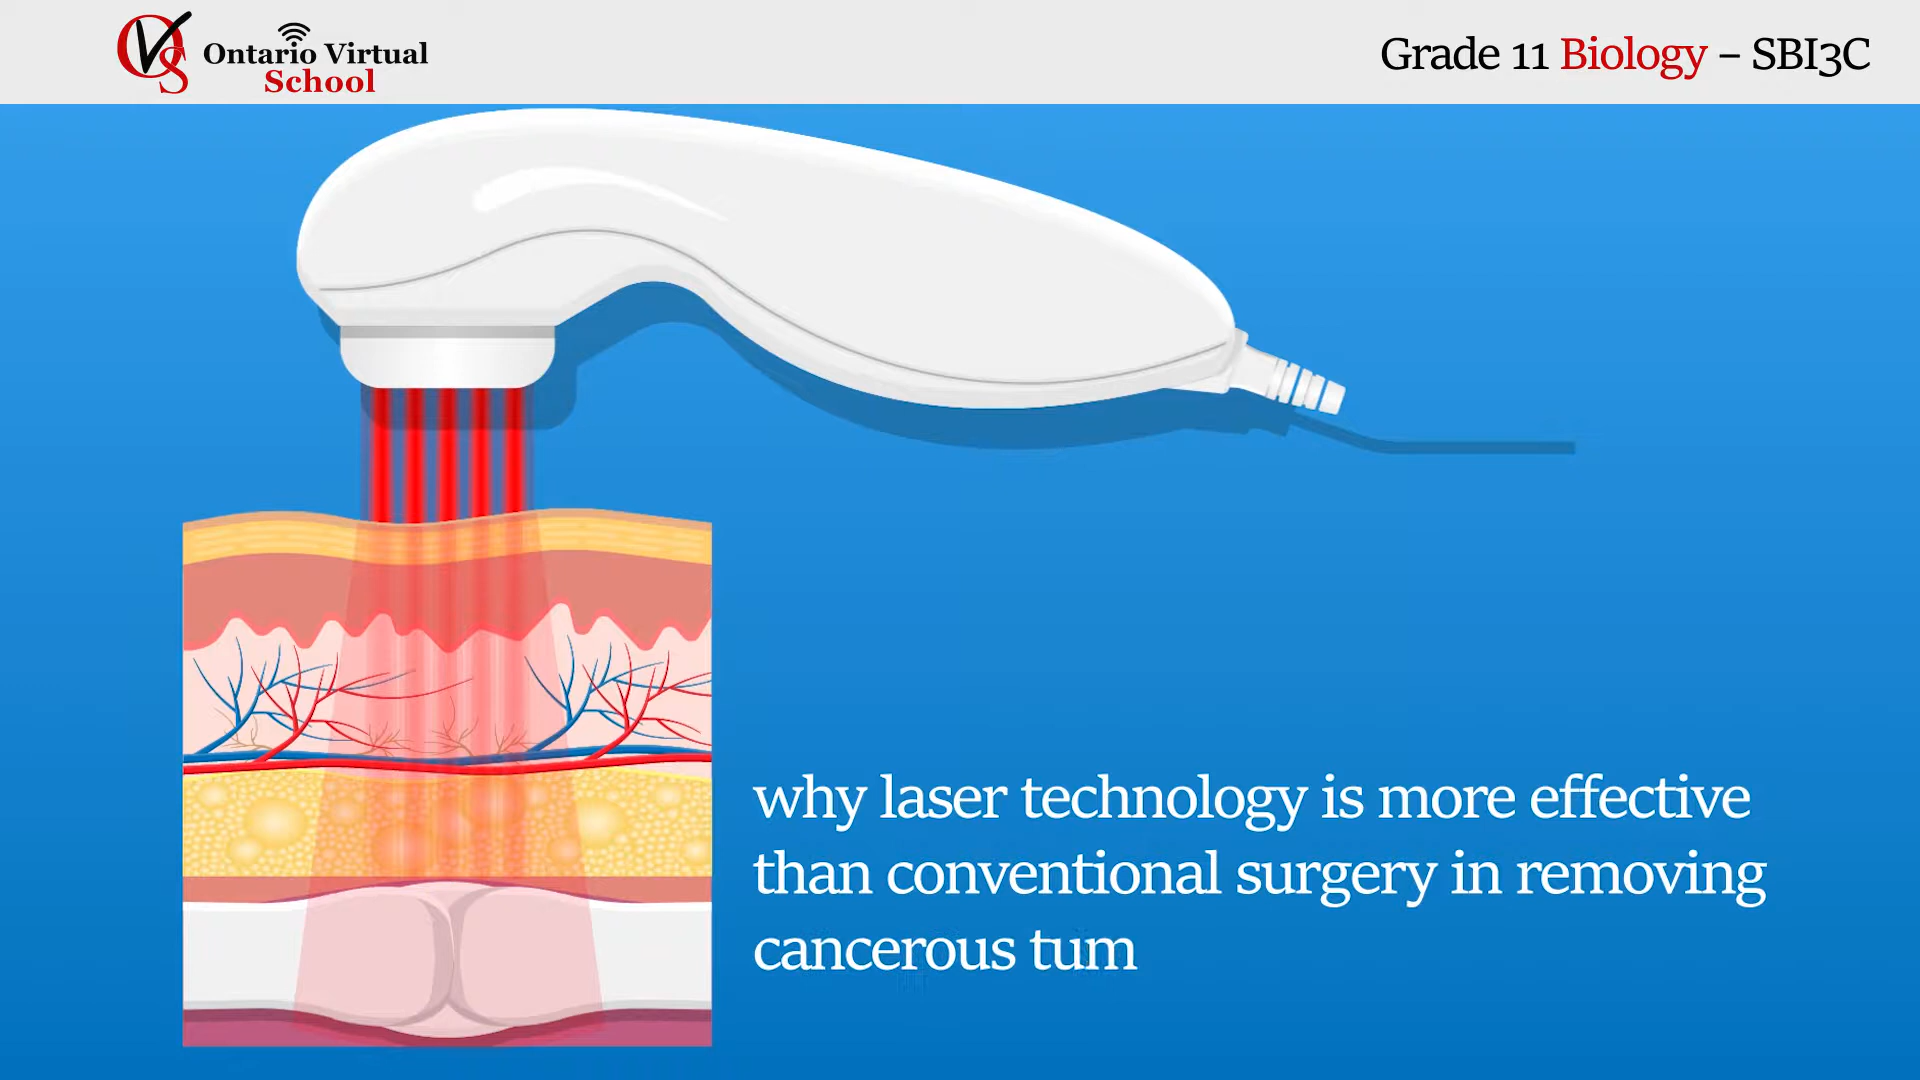 Ontario Virtual
School
Grade 11 Biology – SBI3C
why laser technology is more effective
than conventional surgery in removing
cancerous tum